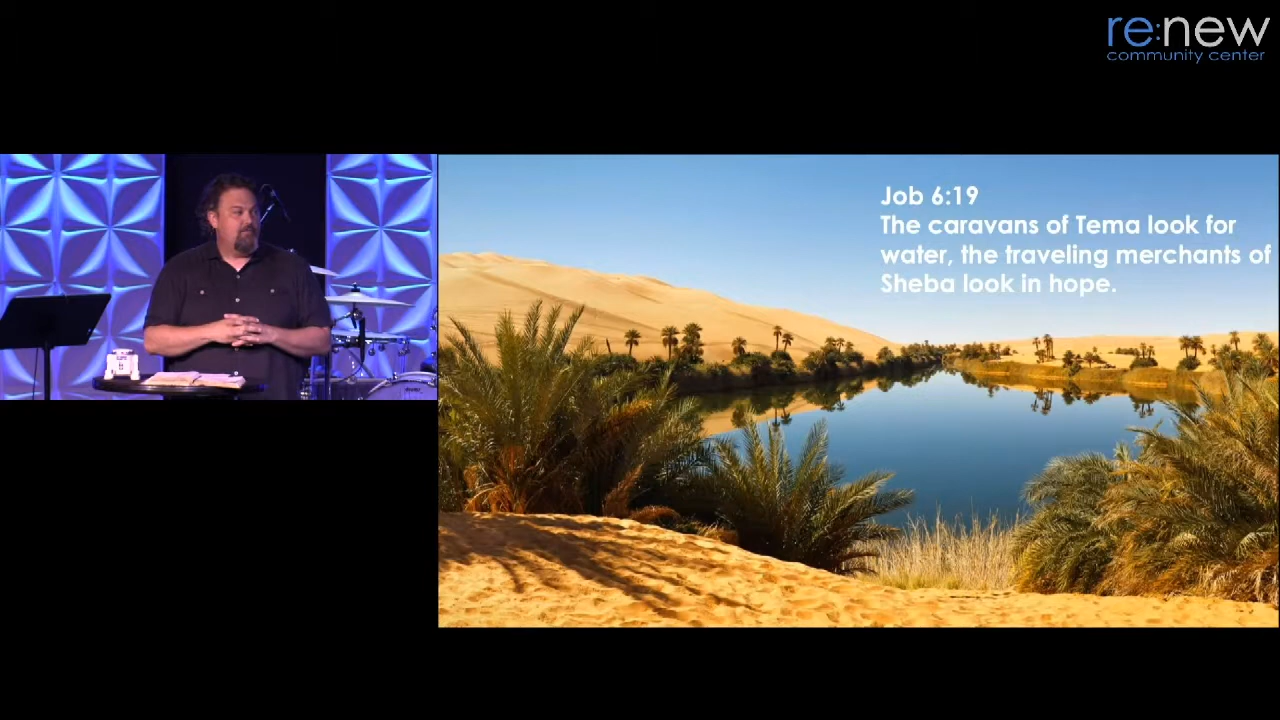 re:new
community center
Job 6:19
The caravans of Tema look for
water, the traveling merchants of
Sheba look in hope.